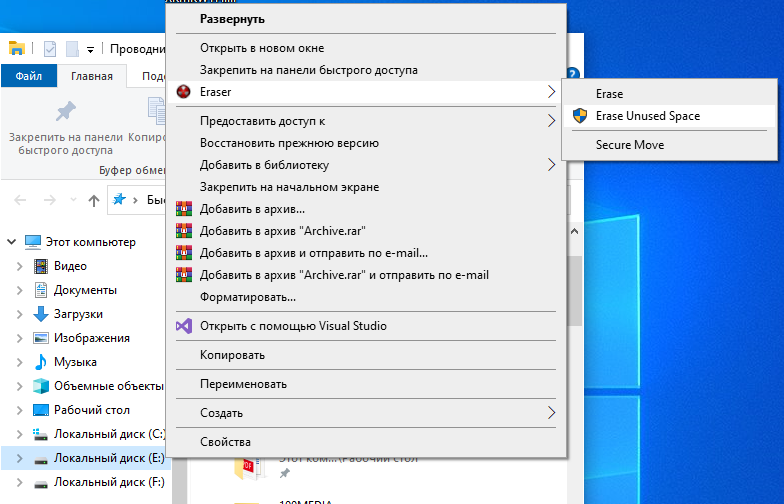 Развернуть
Проводни
Файл
Главная
Открыть в новом окне
Закрепить на панели быстрого доступа
Eraser
Erase
Erase Unused Space
Secure Move
Предоставить доступ к
Восстановить прежнюю версию
Добавить в библиотеку
Закрепить на начальном экране
Добавить в архив...
Добавить в архив "Archive.rar"
Добавить в архив и отправить по e-mail...
Добавить в архив "Archive.rar" и отправить по e-mail
Форматировать...
Открыть с помощью Visual Studio
Копировать
Переименовать
Создать
Свойства
Закрепить на панели
быстрого доступа
Копиро
Буфер обмен
Быс
Этот компьютер
Видео
Документы
Загрузки
Изображения
Музыка
Объемные объекты
Рабочий стол
Локальный диск (C:)
Локальный диск (E:)
Локальный диск (F:)
PDF
Этот ком...\Рабочий стол
100MEDIA